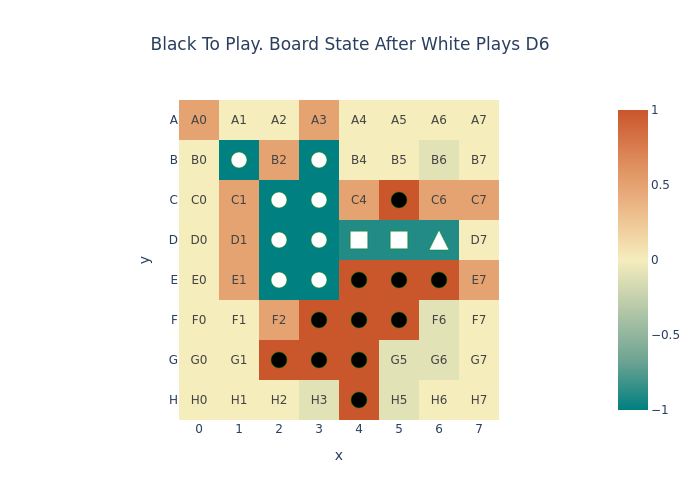 Black To Play. Board State After White Plays D6
A A0 A1 A2 A3 A4 A5 A6 A7
B B0 B2 B4 B5 B6 B7
C C0 C1 C4 C6 C7
D D0 D1 D7
E E0 E1 E7
F F0 F1 F2 F6 F7
G G0 G1 G5 G6 G7
H H0 H1 H2 H3 H5 H6 H7
0 1 2 3 4 5 6 7
x
y
1
0.5
0
−0.5
−1